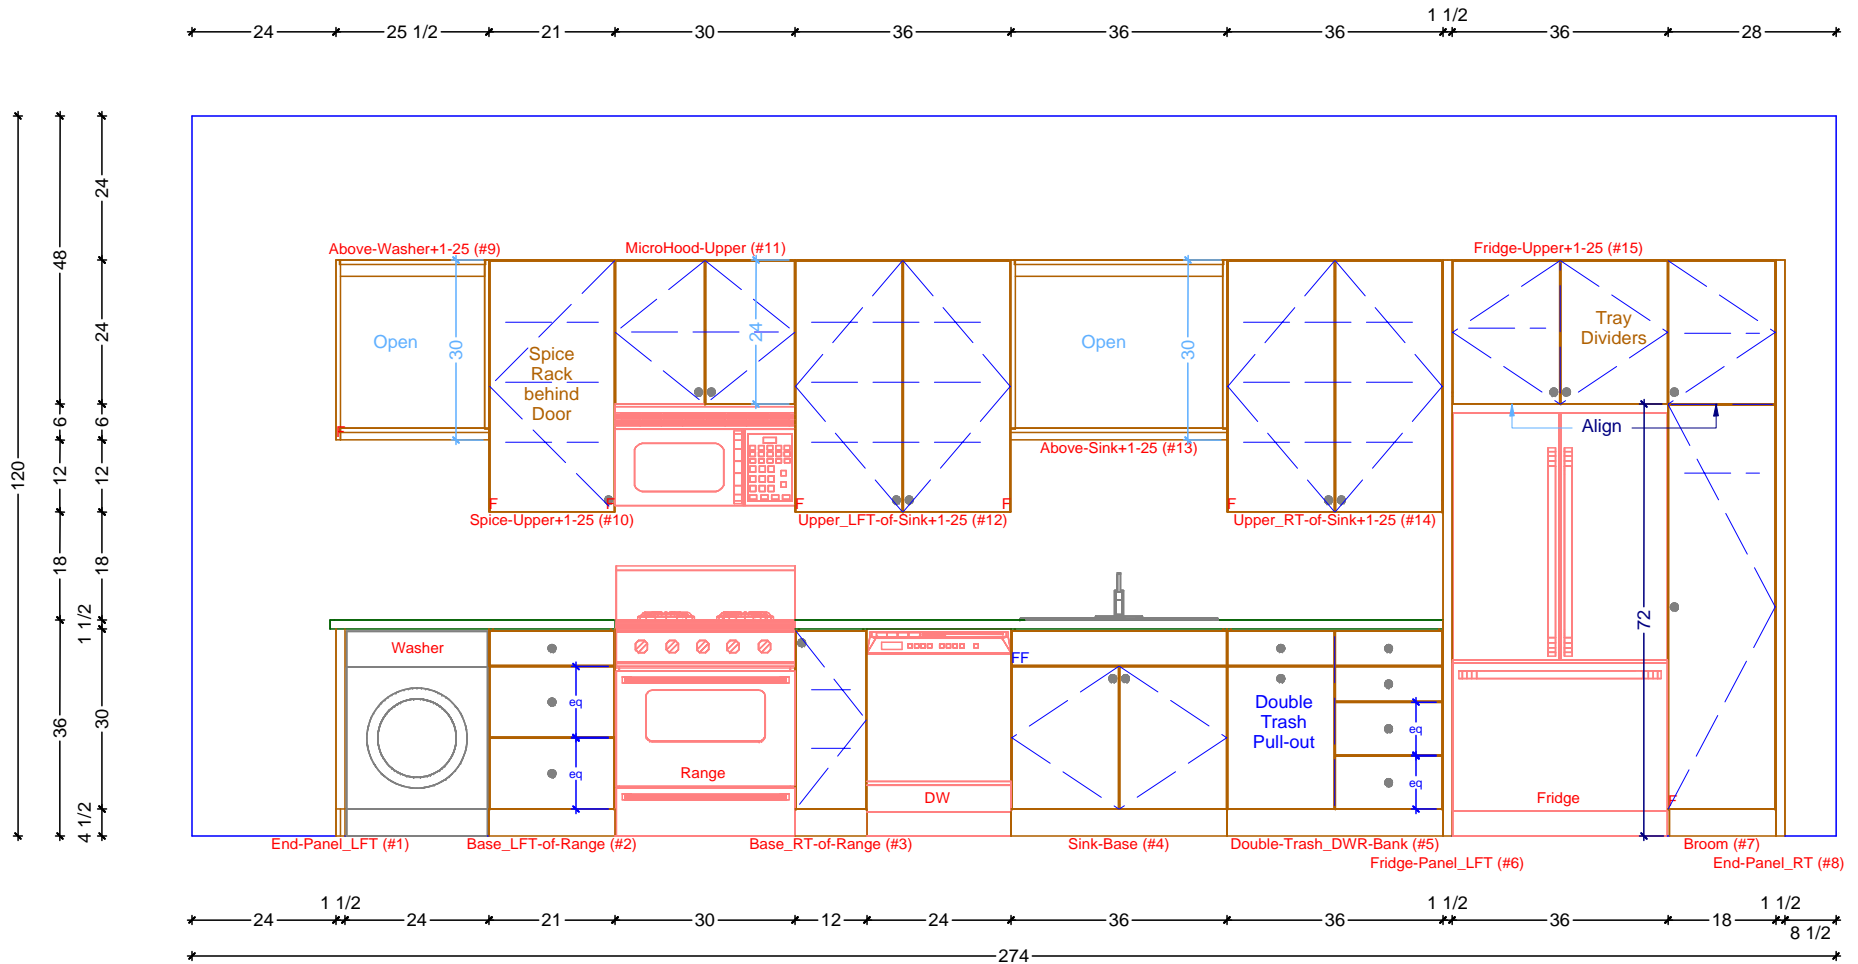 1 1/2
24 25 1/2 21 30 36 36 36 36 28
Above-Washer+1-25 (#9)
MicroHood-Upper (#11)
Fridge-Upper+1-25 (#15)
120
48
6
12
18
36
24
24
6
12
18
1 1/2
30
4 1/2
Open
30
Spice
Rack
behind
Door
24
Open
30
Tray
Dividers
Align
72
F
F
F
F
F
F
Above-Sink+1-25 (#13)
Spice-Upper+1-25 (#10)
Upper_LFT-of-Sink+1-25 (#12)
Upper_RT-of-Sink+1-25 (#14)
Washer
FF
eq
eq
Range
DW
Double
Trash
Pull-out
eq
eq
Fridge
F
End-Panel_LFT (#1)
Base_LFT-of-Range (#2)
Base_RT-of-Range (#3)
Sink-Base (#4)
Double-Trash_DWR-Bank (#5)
Broom (#7)
Fridge-Panel_LFT (#6)
End-Panel_RT (#8)
1 1/2 1 1/2 1 1/2
24 24 21 30 12 24 36 36 36 18
8 1/2
274